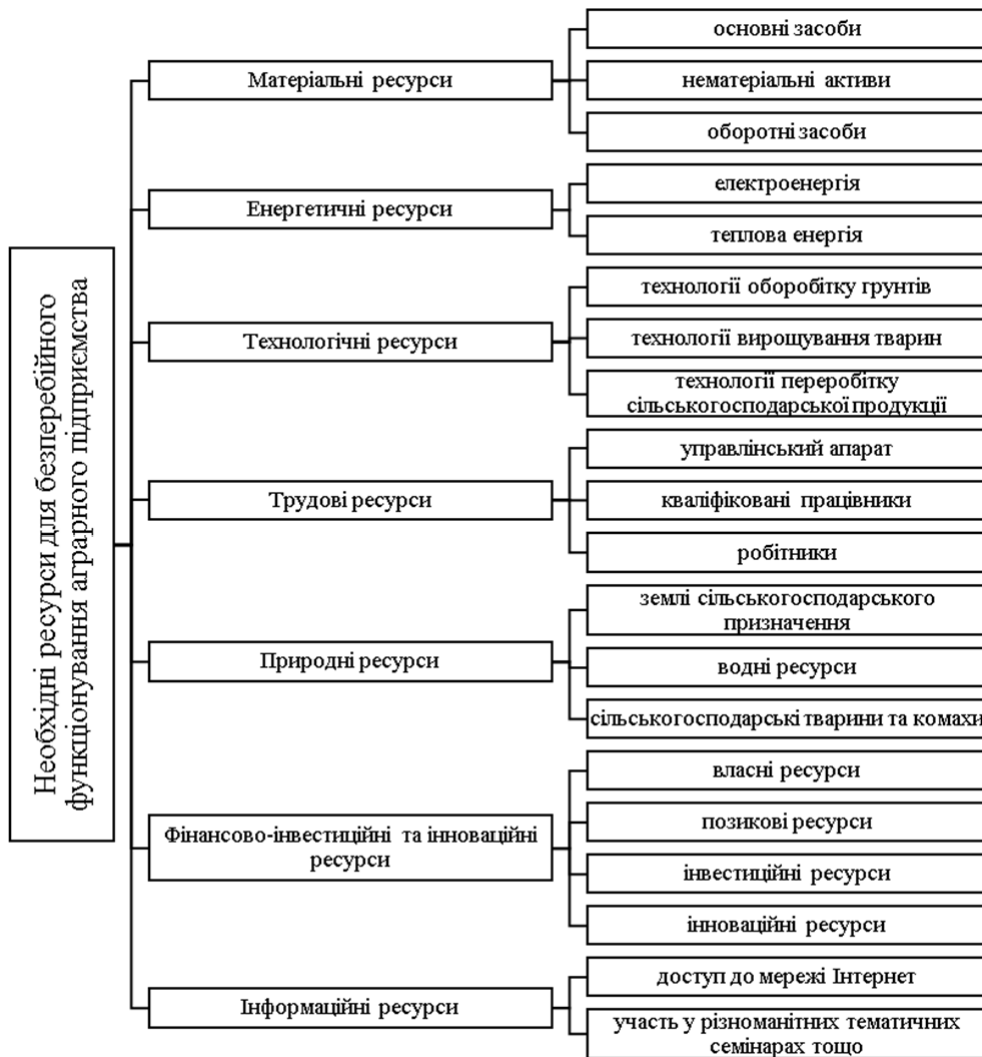 Необхідні ресурси для безперебійного
функціонування аграрного підприємства
Матеріальні ресурси
основні засоби
нематеріальні активи
оборотні засоби
Енергетичні ресурси
електроенергія
теплова енергія
Технологічні ресурси
технології оборобітку грунтів
технології вирощування тварин
технології переробітку
сільськогосподарської продукції
Трудові ресурси
управлінський апарат
кваліфіковані працівники
робітники
Природні ресурси
землі сільськогосподарського
призначення
водні ресурси
сільськогосподарські тварини та комахи
Фінансово-інвестиційні та інноваційні
ресурси
власні ресурси
позикові ресурси
інвестиційні ресурси
інноваційні ресурси
Інформаційні ресурси
доступ до мережі Інтернет
участь у різноманітних тематичних
семінарах тощо